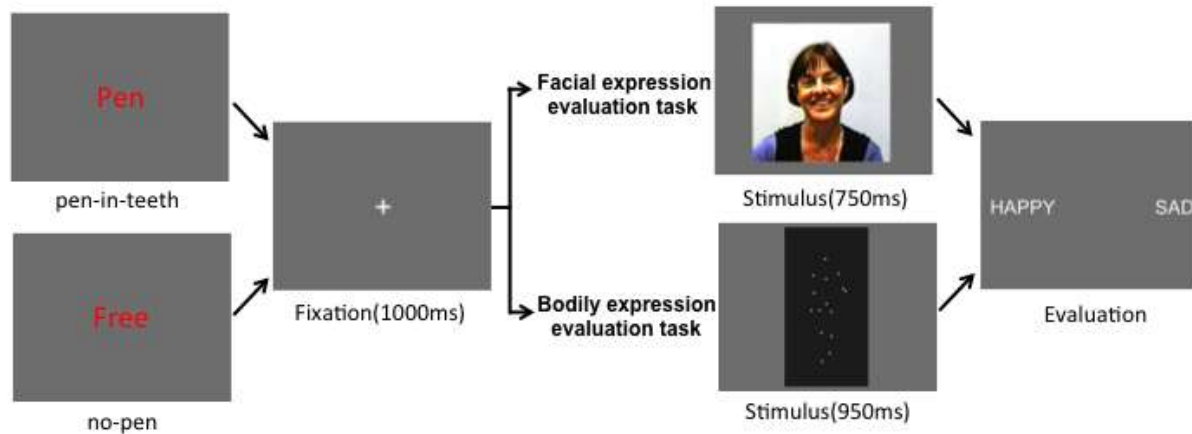 Pen
pen-in-teeth
Free
no-pen
Fixation(1000ms)
Facial expression
evaluation task
Bodily expression
evaluation task
Stimulus(750ms)
Stimulus(950ms)
HAPPY SAD
Evaluation